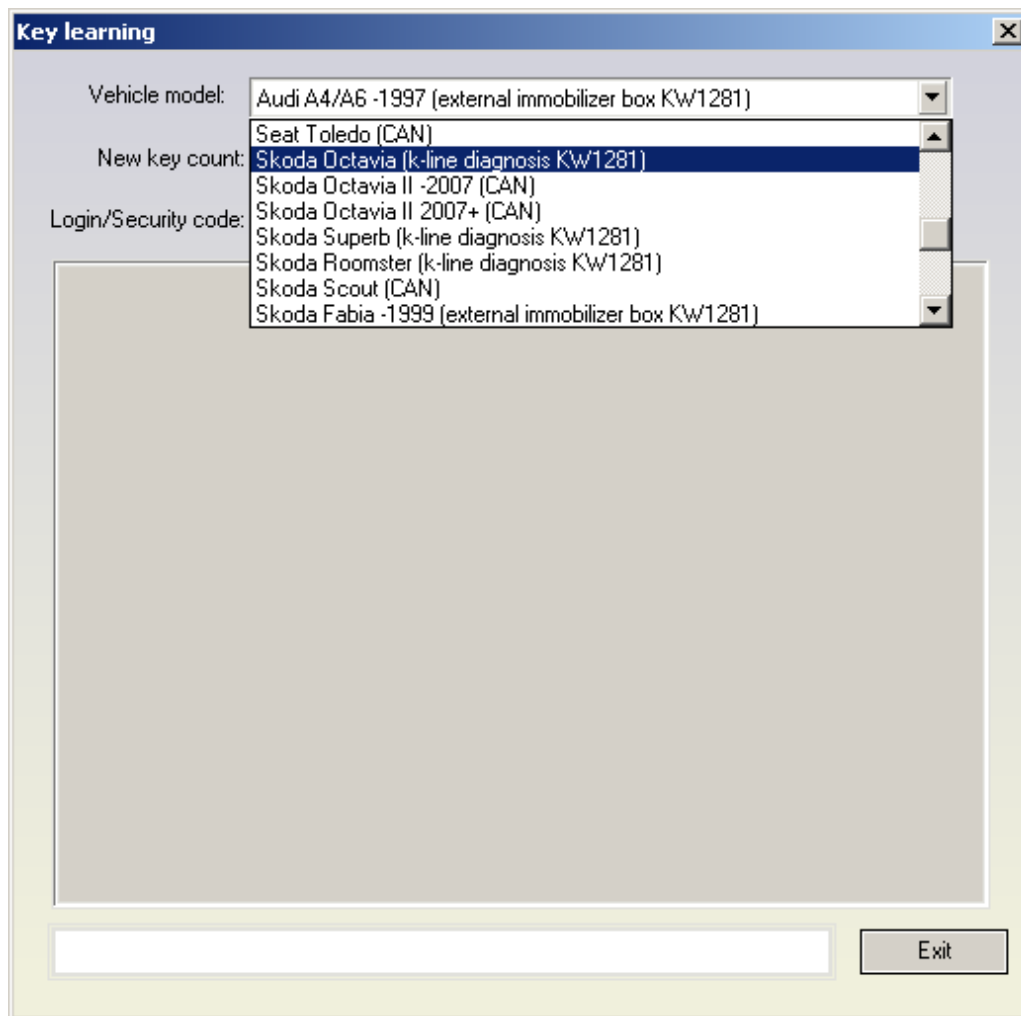 Key learning
Vehicle model:
Audi A4/A6 -1997 (external immobilizer box KW1281)
Seat Toledo (CAN)
New key count:
Skoda Octavia (k-line diagnosis KW1281)
Skoda Octavia II -2007 (CAN)
Skoda Octavia II 2007+ (CAN)
Login/Security code:
Skoda Superb (k-line diagnosis KW1281)
Skoda Roomster (k-line diagnosis KW1281)
Skoda Scout (CAN)
Skoda Fabia -1999 (external immobilizer box KW1281)
Exit